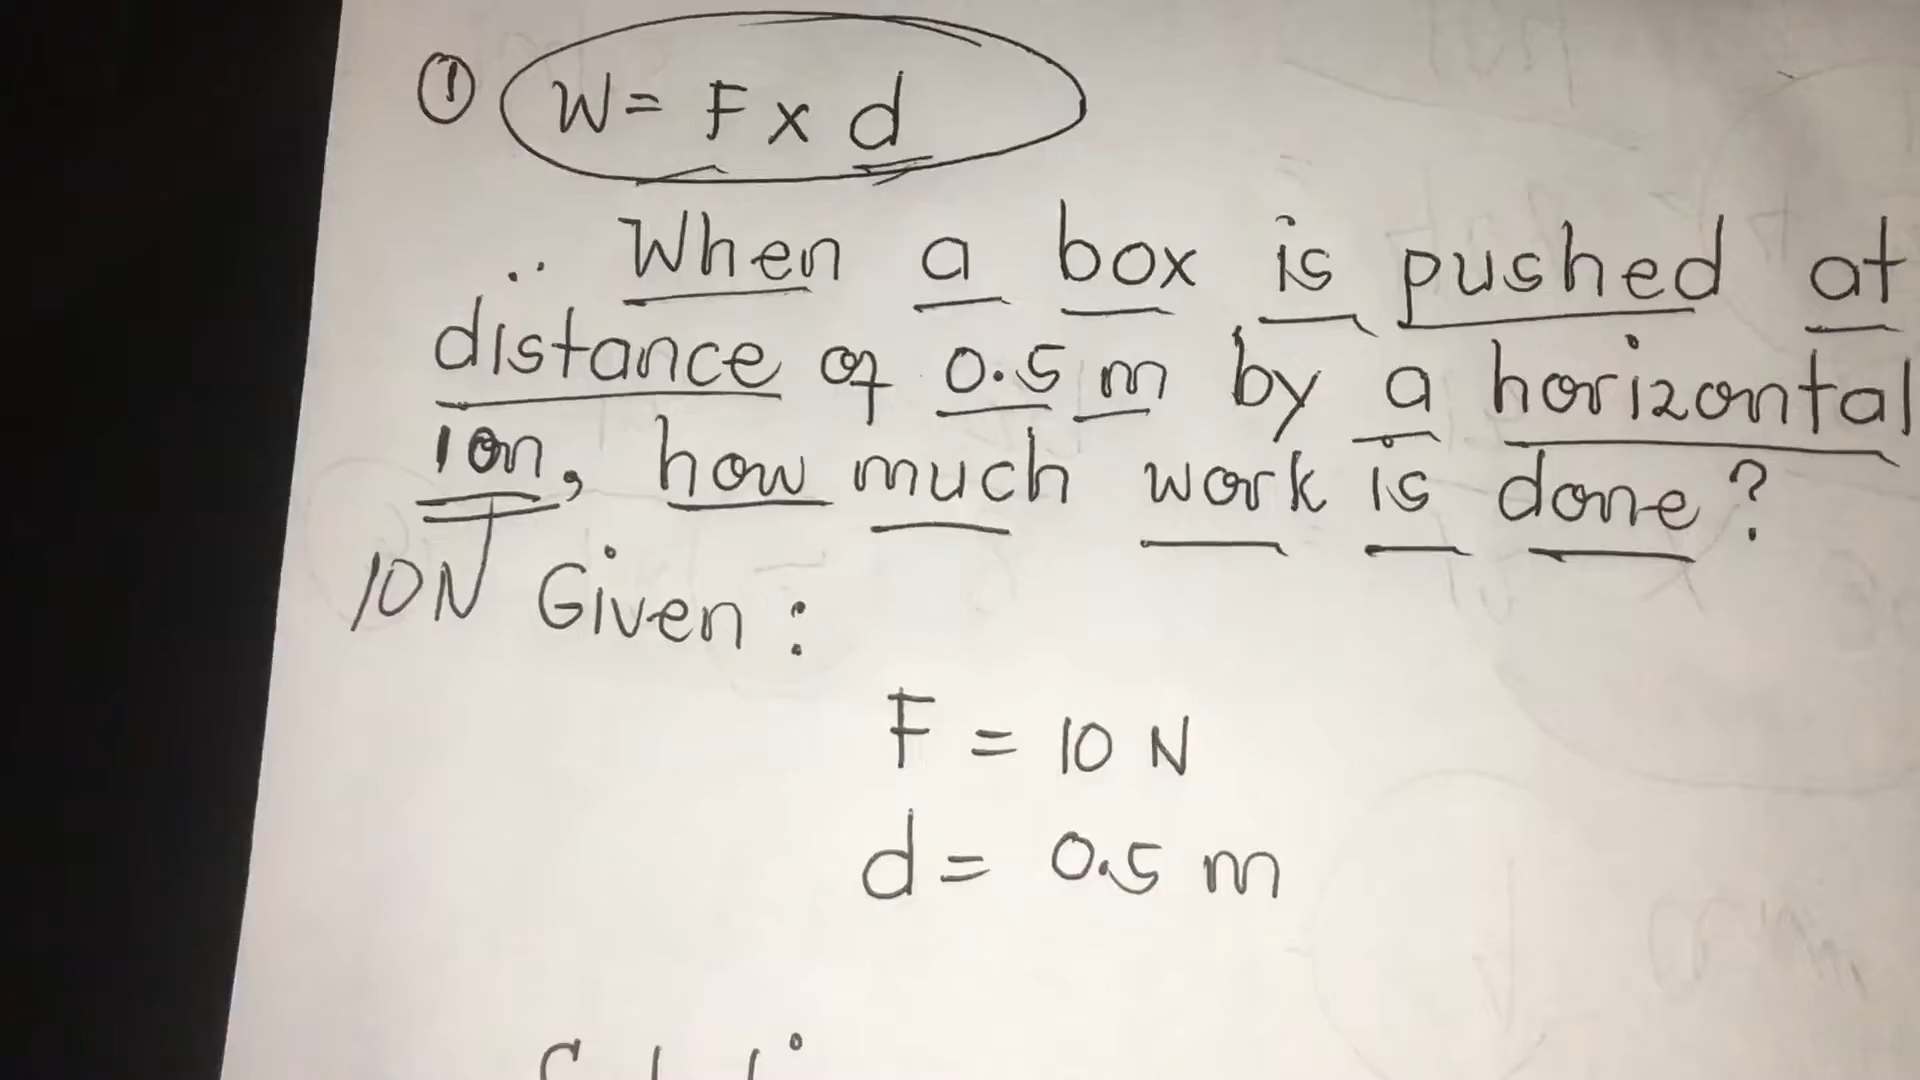 ① W = F x d
∴ When a box is pushed at
distance of 0.5 m by a horizontal
10n, how much work is done?
10N Given:
F = 10 N
d = 0.5 m